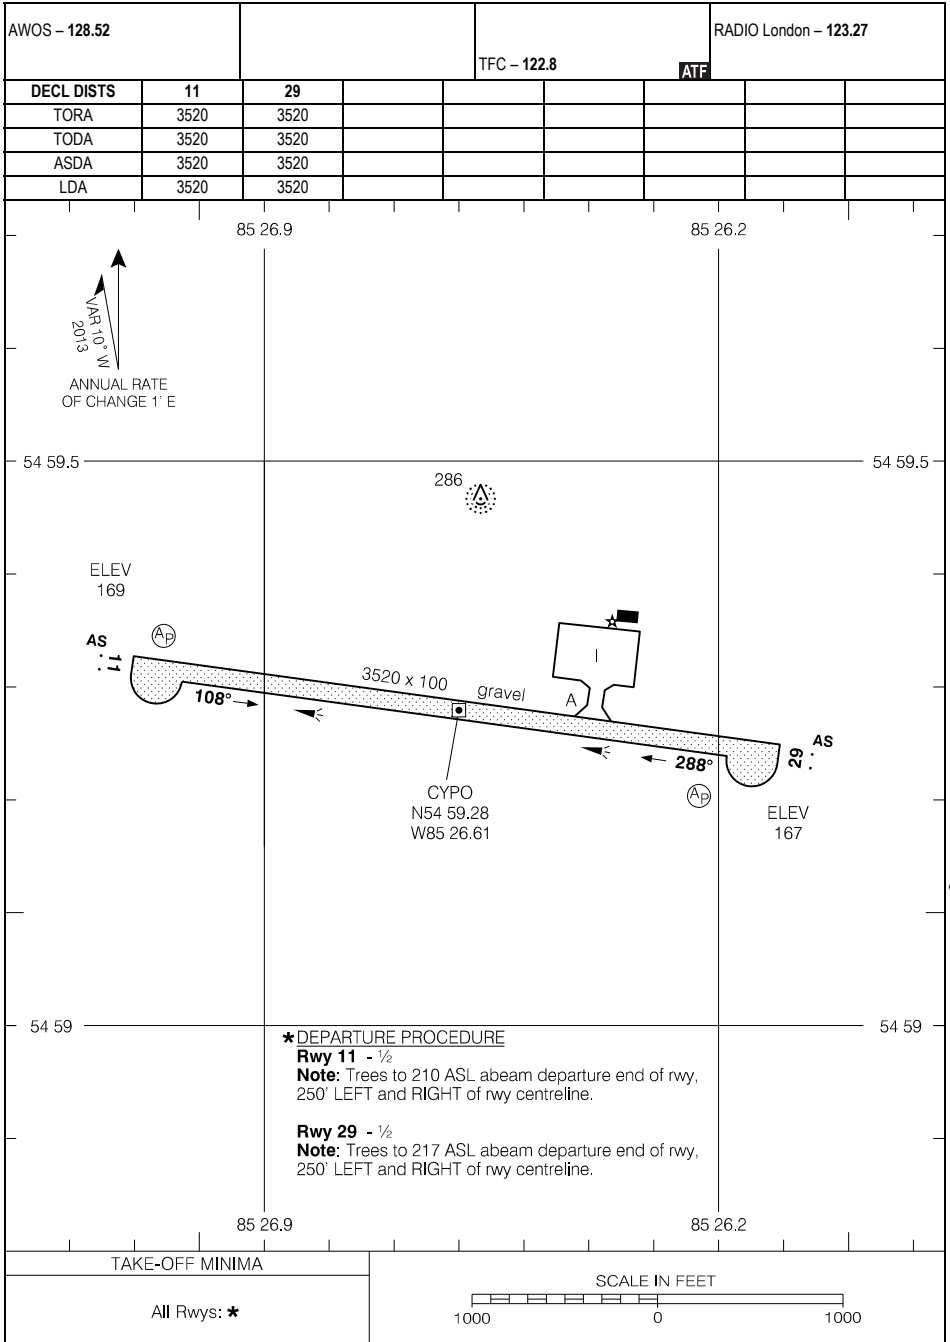 AWOS – 128.52
RADIO London – 123.27
TFC – 122.8
ATF
DECL DISTS 11 29
TORA 3520 3520
TODA 3520 3520
ASDA 3520 3520
LDA 3520 3520
85 26.9 85 26.2
VAR 10° W
2013
ANNUAL RATE
OF CHANGE 1' E
54 59.5 54 59.5
286
ELEV
169
AP
AS
11
I
3520 x 100 gravel
A
108°
288°
29
AS
AP
CYPO
N54 59.28
W85 26.61
ELEV
167
54 59 54 59
*DEPARTURE PROCEDURE
Rwy 11 - ½
Note: Trees to 210 ASL abeam departure end of rwy,
250' LEFT and RIGHT of rwy centreline.
Rwy 29 - ½
Note: Trees to 217 ASL abeam departure end of rwy,
250' LEFT and RIGHT of rwy centreline.
85 26.9 85 26.2
TAKE-OFF MINIMA
All Rwys: *
SCALE IN FEET
1000 0 1000